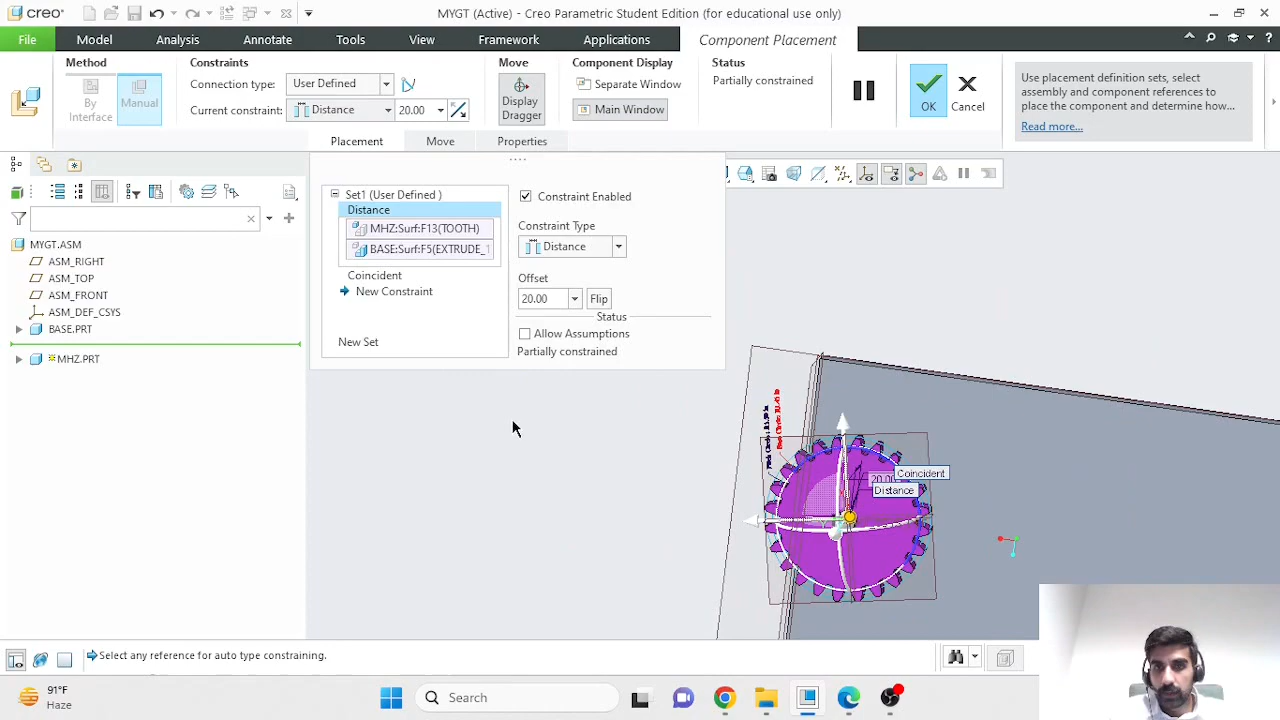 creo
MYGT (Active) - Creo Parametric Student Edition (for educational use only)
File Model Analysis Annotate Tools View Framework Applications Component Placement
Method Constraints Move Component Display Status
By Interface
Manual
Connection type: User Defined
Current constraint: Distance 20.00
Display Dragger
Separate Window
Main Window
Partially constrained
OK
Cancel
Use placement definition sets, select
assembly and component references to
place the component and determine how...
Read more...
Placement Move Properties
Set1 (User Defined )
Distance
MHZ:Surf:F13(TOOTH)
BASE:Surf:F5(EXTRUDE_1
Coincident
New Constraint
New Set
Constraint Enabled
Constraint Type
Distance
Offset
20.00 Flip
Status
Allow Assumptions
Partially constrained
MYGT.ASM
ASM_RIGHT
ASM_TOP
ASM_FRONT
ASM_DEF_CSYS
BASE.PRT
MHZ.PRT
Coincident
20.00
Distance
Select any reference for auto type constraining.
91°F
Haze
Search